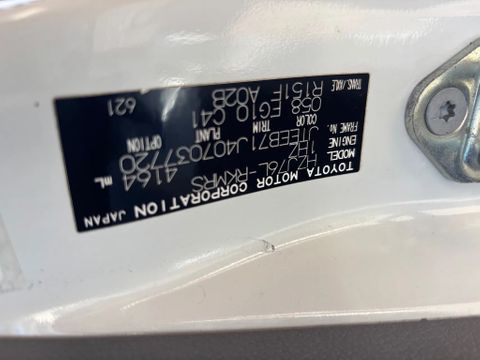 TOYOTA MOTOR CORPORATION JAPAN
MODEL HZJ76L-RKMRS
ENGINE 1HZ 4164 mL
FRAME No. JTEEB71J407037720
COLOR TRIM PLANT OPTION
058 EG10 C41
TRANS./AXLE
R151F A02B
621